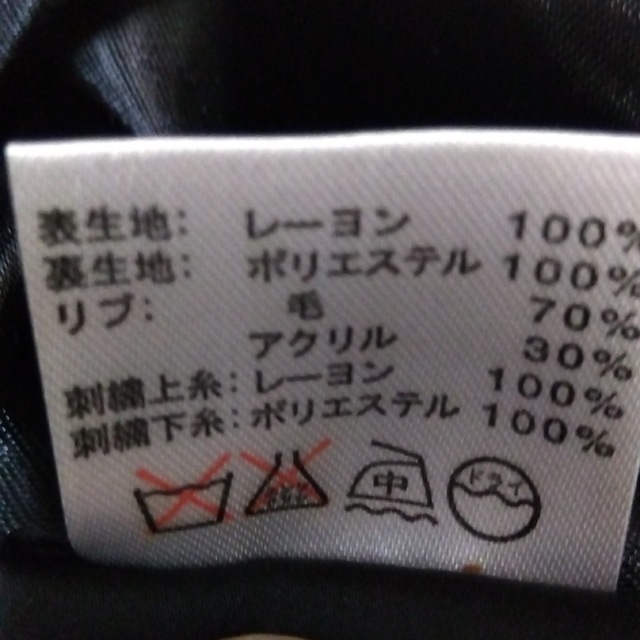 表生地: レーヨン 100%
裏生地: ポリエステル 100%
リブ: 毛 70%
アクリル 30%
刺繍上糸: レーヨン 100%
刺繍下糸: ポリエステル 100%
中 ドライ